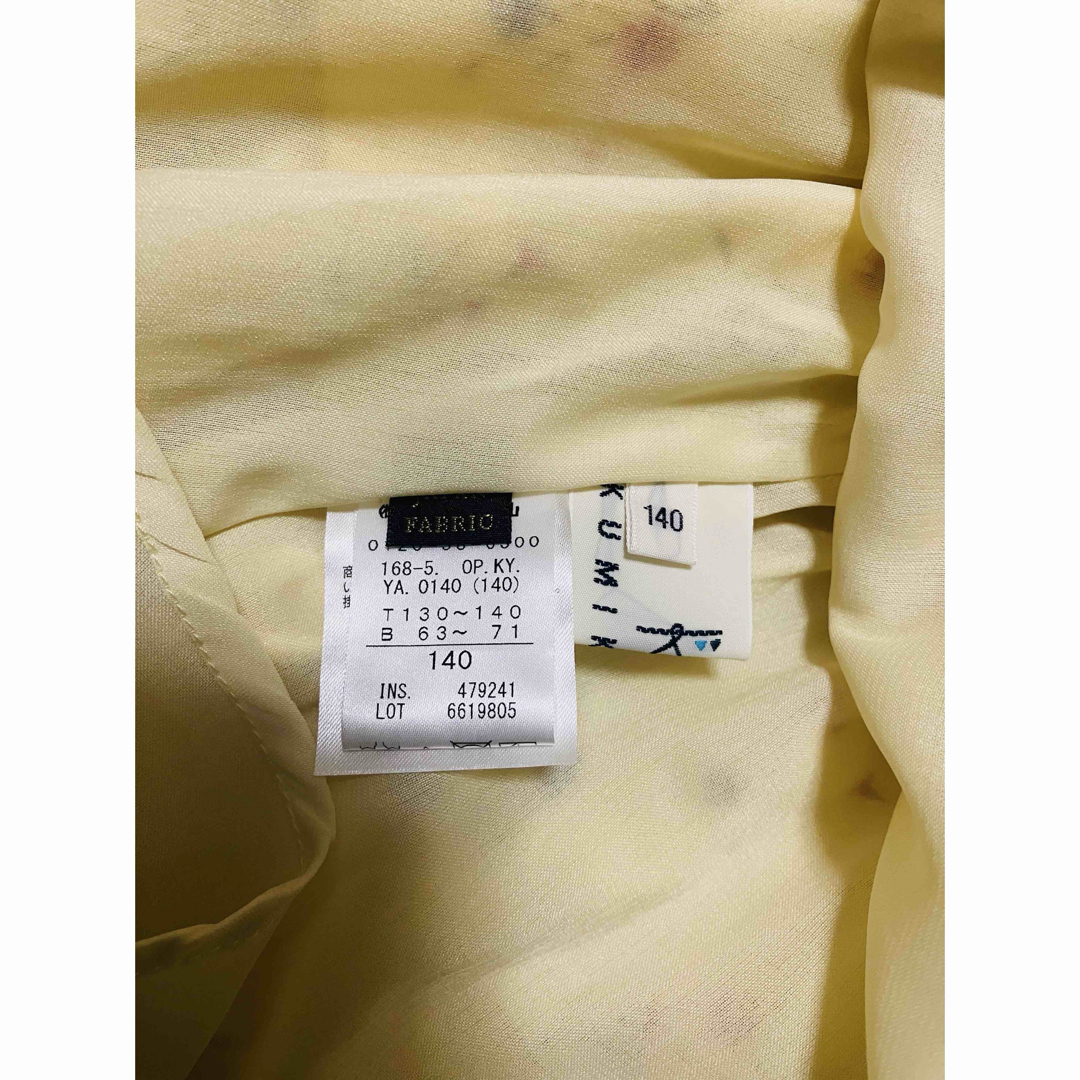 FABRIC
168-5. OP.KY.
YA. 0140 (140)
T130～140
B 63～ 71
140
INS. 479241
LOT 6619805
KUMIK
140